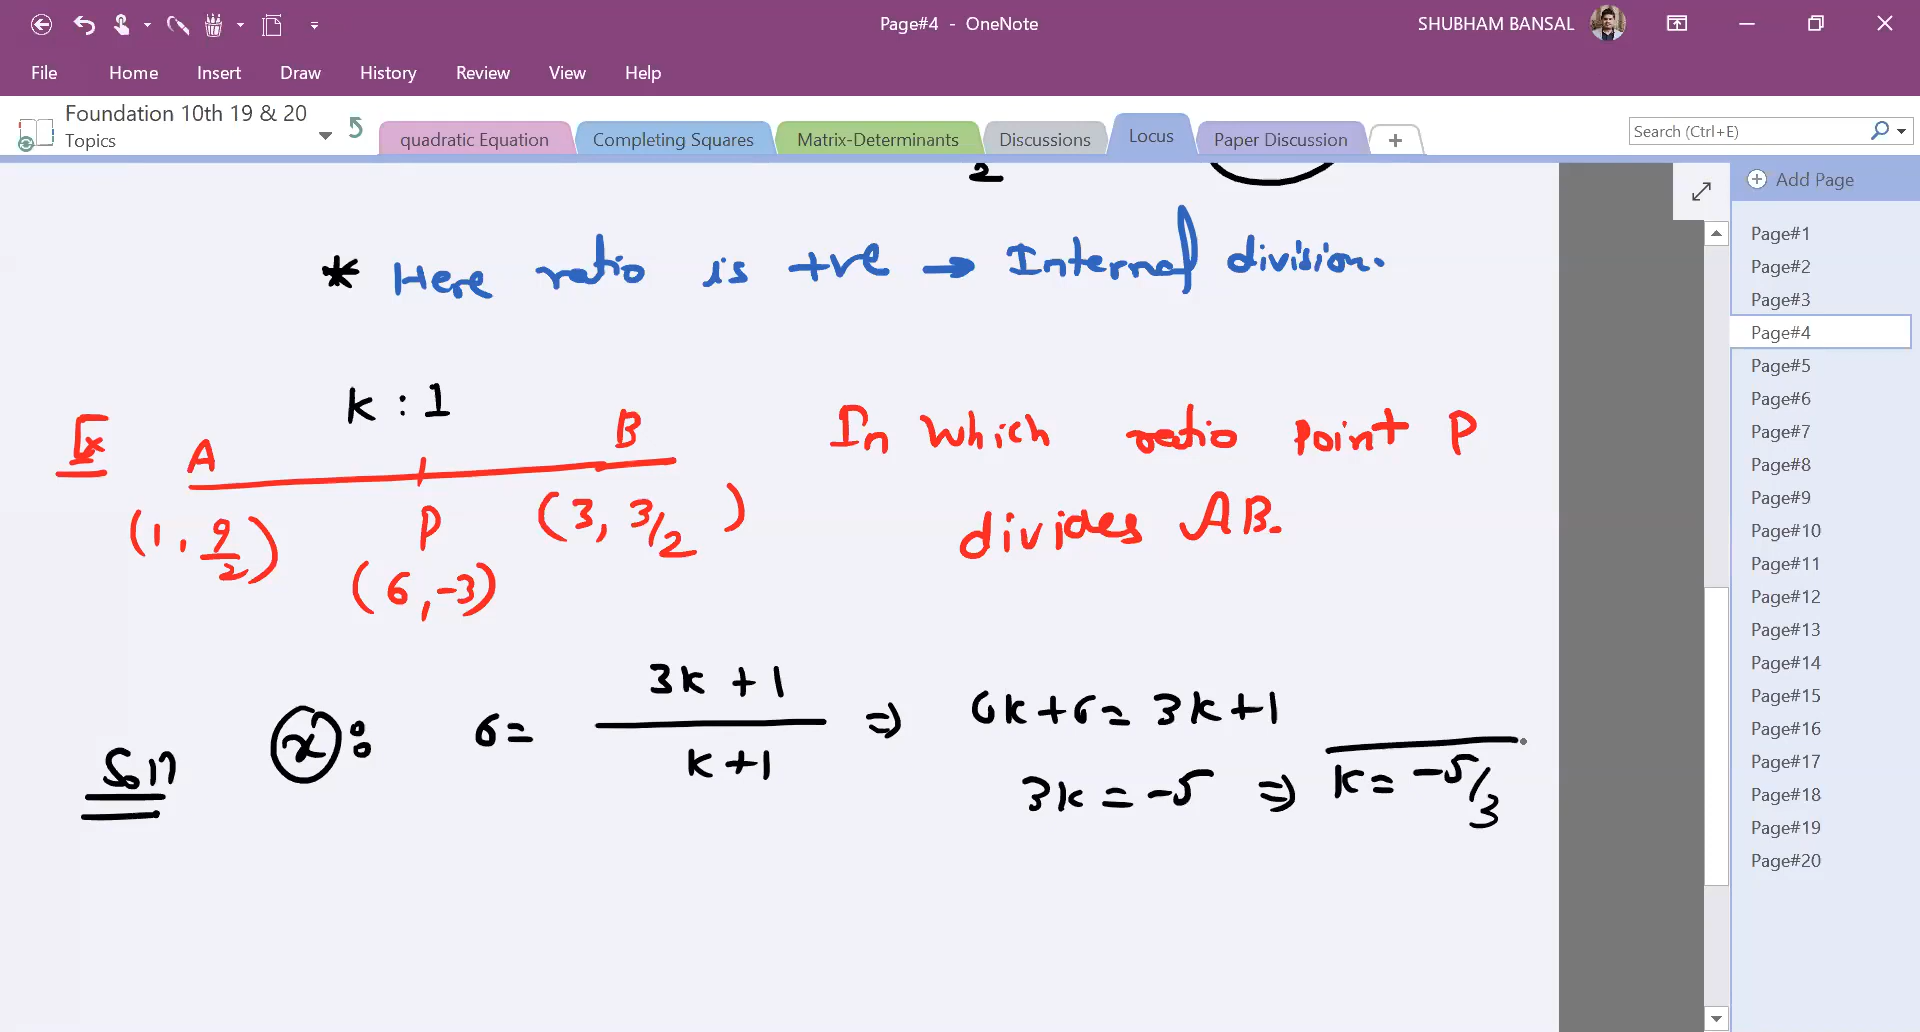 Page#4 - OneNote
SHUBHAM BANSAL
File Home Insert Draw History Review View Help
Foundation 10th 19 & 20
Topics
quadratic Equation
Completing Squares
Matrix-Determinants
Discussions
Locus
Paper Discussion
+
Search (Ctrl+E)
2
* Here ratio is +ve → Internal division.
k : 1
Ex
A
B
In which ratio point P
(1, 9/2)
P
(3, 3/2)
divides AB.
(6, -3)
Soln
x: 6 = (3k+1)/(k+1) ⇒ 6k+6 = 3k+1
3k = -5 ⇒ k = -5/3
Add Page
Page#1
Page#2
Page#3
Page#4
Page#5
Page#6
Page#7
Page#8
Page#9
Page#10
Page#11
Page#12
Page#13
Page#14
Page#15
Page#16
Page#17
Page#18
Page#19
Page#20